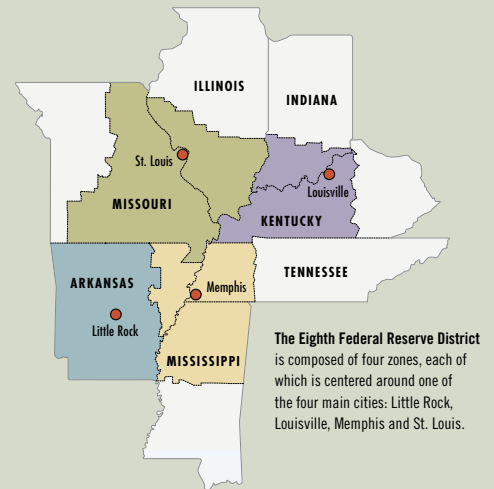 ILLINOIS
INDIANA
St. Louis
Louisville
MISSOURI
KENTUCKY
ARKANSAS
TENNESSEE
Memphis
Little Rock
MISSISSIPPI
The Eighth Federal Reserve District
is composed of four zones, each of
which is centered around one of
the four main cities: Little Rock,
Louisville, Memphis and St. Louis.